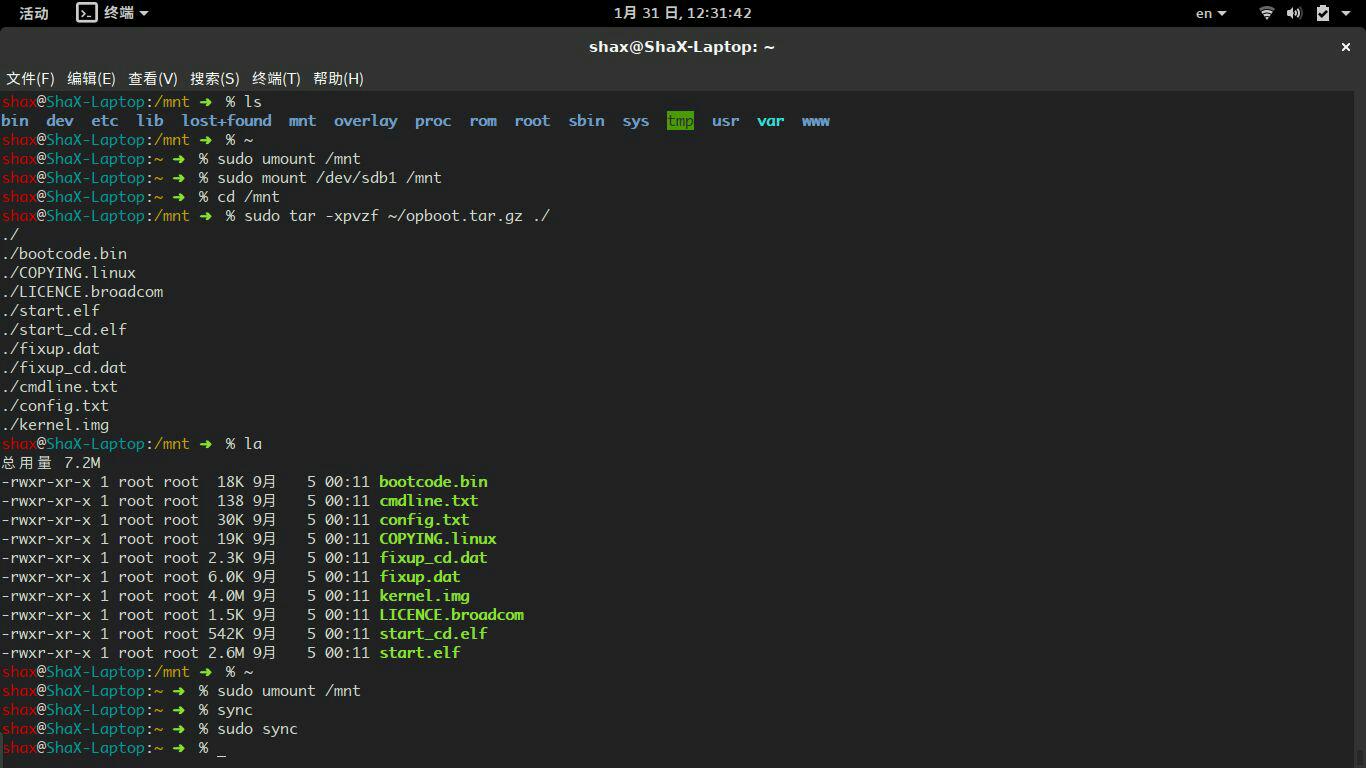 活动 终端 1月 31 日, 12:31:42 en
shax@ShaX-Laptop: ~
文件(F) 编辑(E) 查看(V) 搜索(S) 终端(T) 帮助(H)
shax@ShaX-Laptop:/mnt ➜ % ls
bin dev etc lib lost+found mnt overlay proc rom root sbin sys tmp usr var www
shax@ShaX-Laptop:/mnt ➜ % ~
shax@ShaX-Laptop:~ ➜ % sudo umount /mnt
shax@ShaX-Laptop:~ ➜ % sudo mount /dev/sdb1 /mnt
shax@ShaX-Laptop:~ ➜ % cd /mnt
shax@ShaX-Laptop:/mnt ➜ % sudo tar -xpvzf ~/opboot.tar.gz ./
./
./bootcode.bin
./COPYING.linux
./LICENCE.broadcom
./start.elf
./start_cd.elf
./fixup.dat
./fixup_cd.dat
./cmdline.txt
./config.txt
./kernel.img
shax@ShaX-Laptop:/mnt ➜ % la
总用量 7.2M
-rwxr-xr-x 1 root root 18K 9月 5 00:11 bootcode.bin
-rwxr-xr-x 1 root root 138 9月 5 00:11 cmdline.txt
-rwxr-xr-x 1 root root 30K 9月 5 00:11 config.txt
-rwxr-xr-x 1 root root 19K 9月 5 00:11 COPYING.linux
-rwxr-xr-x 1 root root 2.3K 9月 5 00:11 fixup_cd.dat
-rwxr-xr-x 1 root root 6.0K 9月 5 00:11 fixup.dat
-rwxr-xr-x 1 root root 4.0M 9月 5 00:11 kernel.img
-rwxr-xr-x 1 root root 1.5K 9月 5 00:11 LICENCE.broadcom
-rwxr-xr-x 1 root root 542K 9月 5 00:11 start_cd.elf
-rwxr-xr-x 1 root root 2.6M 9月 5 00:11 start.elf
shax@ShaX-Laptop:/mnt ➜ % ~
shax@ShaX-Laptop:~ ➜ % sudo umount /mnt
shax@ShaX-Laptop:~ ➜ % sync
shax@ShaX-Laptop:~ ➜ % sudo sync
shax@ShaX-Laptop:~ ➜ % _